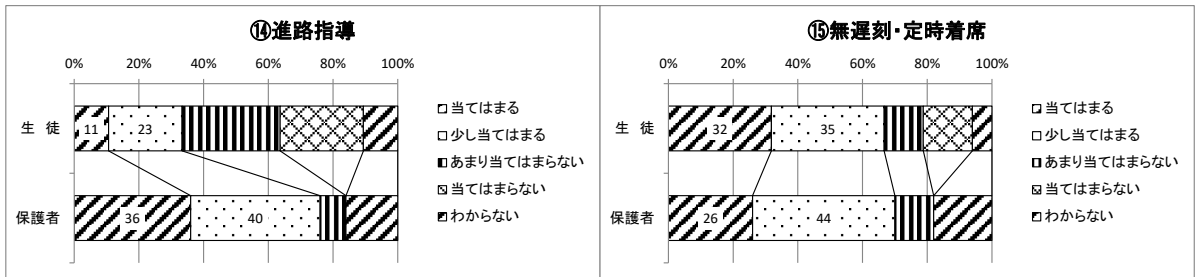 ⑭進路指導
0% 20% 40% 60% 80% 100%
生 徒
11 23
保護者
36 40
当てはまる
少し当てはまる
あまり当てはまらない
当てはまらない
わからない
⑮無遅刻・定時着席
0% 20% 40% 60% 80% 100%
生 徒
32 35
保護者
26 44
当てはまる
少し当てはまる
あまり当てはまらない
当てはまらない
わからない